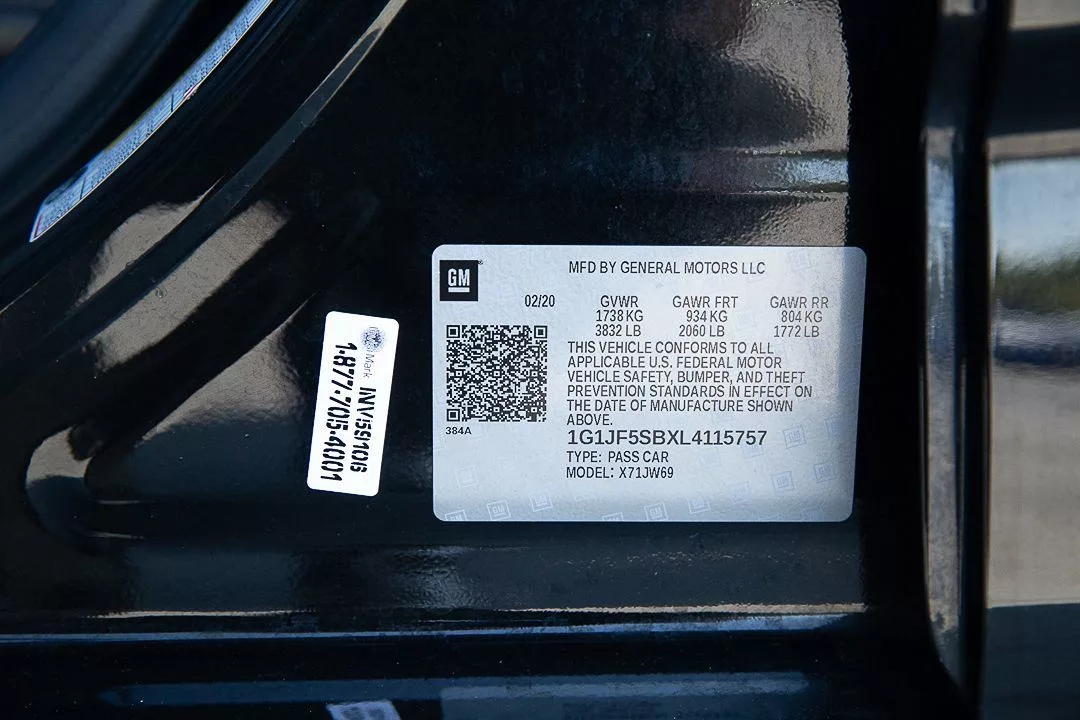 GM
MFD BY GENERAL MOTORS LLC
02/20 GVWR GAWR FRT GAWR RR
1738 KG 934 KG 804 KG
3832 LB 2060 LB 1772 LB
THIS VEHICLE CONFORMS TO ALL
APPLICABLE U.S. FEDERAL MOTOR
VEHICLE SAFETY, BUMPER, AND THEFT
PREVENTION STANDARDS IN EFFECT ON
THE DATE OF MANUFACTURE SHOWN
ABOVE.
384A
1G1JF5SBXL4115757
TYPE: PASS CAR
MODEL: X71JW69
Mark
1.877.705.4001